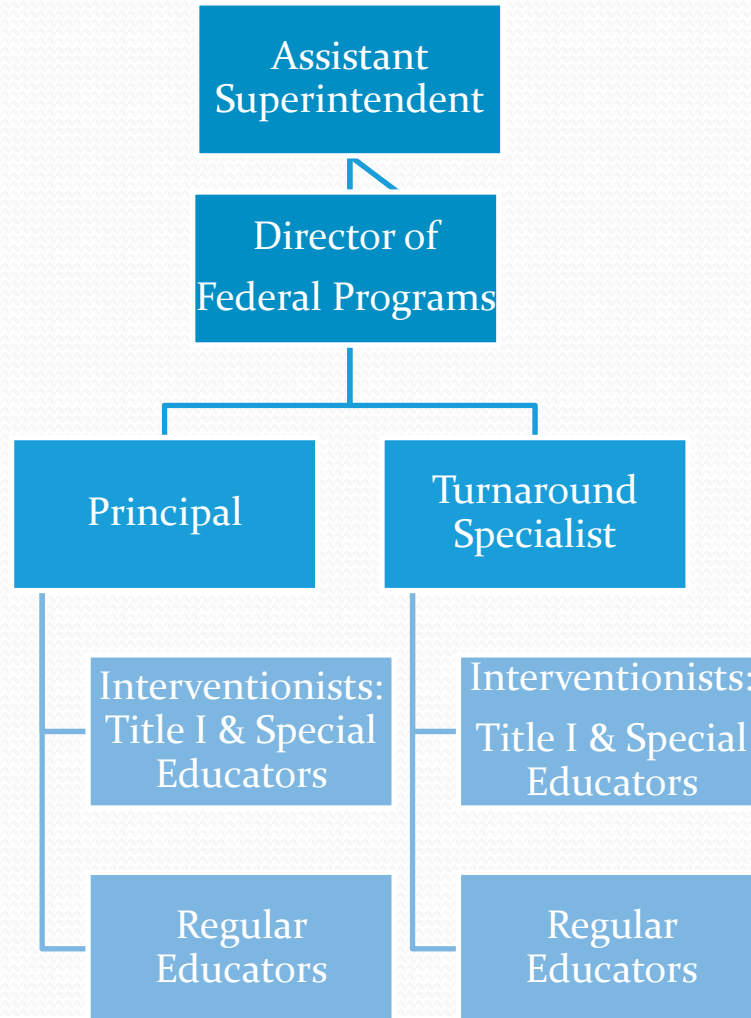 Assistant
Superintendent
Director of
Federal Programs
Principal
Turnaround
Specialist
Interventionists:
Title I & Special
Educators
Interventionists:
Title I & Special
Educators
Regular
Educators
Regular
Educators